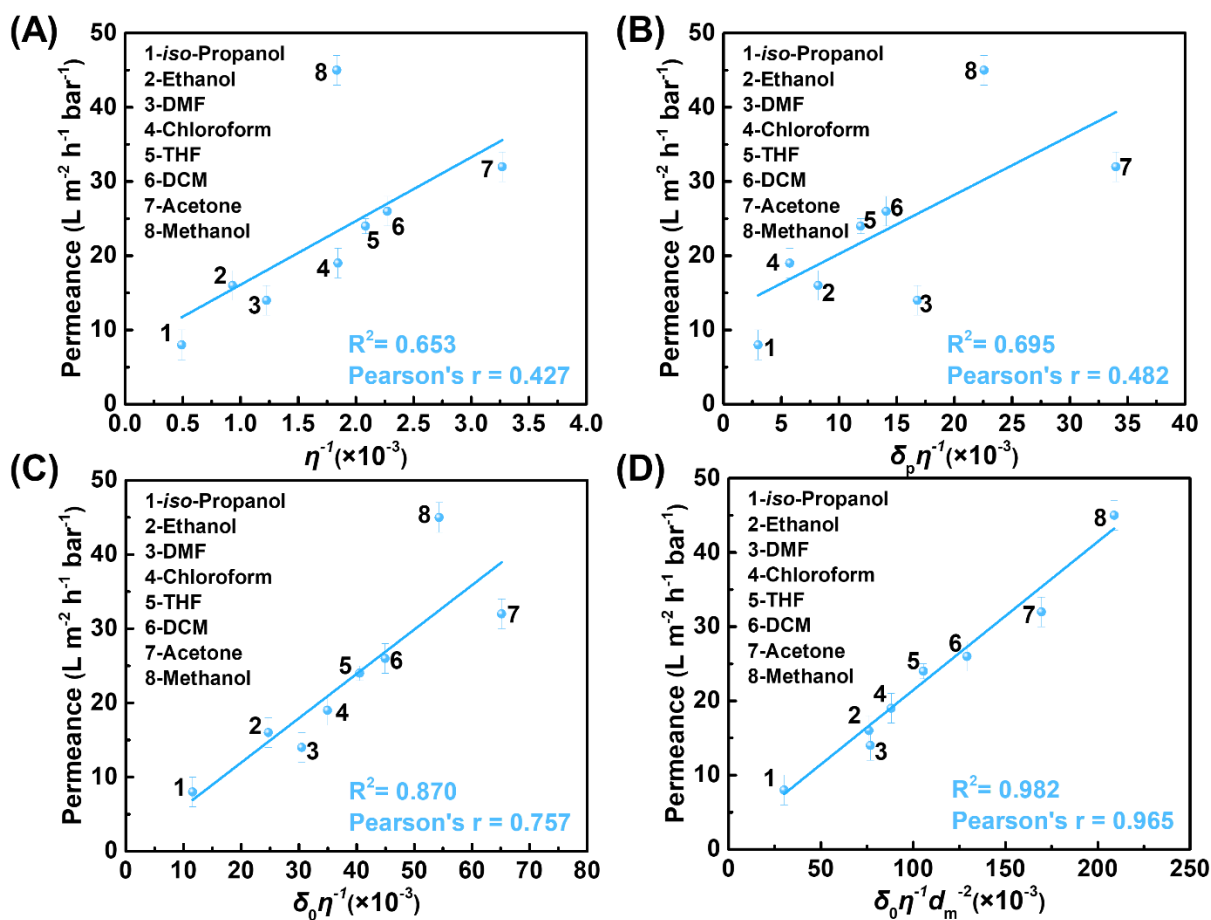 (A)
50
40
30
20
10
0
Permeance (L m⁻² h⁻¹ bar⁻¹)
1-iso-Propanol
2-Ethanol
3-DMF
4-Chloroform
5-THF
6-DCM
7-Acetone
8-Methanol
8
7
6
5
4
3
2
1
R²= 0.653
Pearson's r = 0.427
0.0 0.5 1.0 1.5 2.0 2.5 3.0 3.5 4.0
η⁻¹(×10⁻³)
(B)
50
40
30
20
10
0
Permeance (L m⁻² h⁻¹ bar⁻¹)
1-iso-Propanol
2-Ethanol
3-DMF
4-Chloroform
5-THF
6-DCM
7-Acetone
8-Methanol
8
7
6
5
4
2
3
1
R²= 0.695
Pearson's r = 0.482
0 5 10 15 20 25 30 35 40
δₚη⁻¹(×10⁻³)
(C)
50
40
30
20
10
0
Permeance (L m⁻² h⁻¹ bar⁻¹)
1-iso-Propanol
2-Ethanol
3-DMF
4-Chloroform
5-THF
6-DCM
7-Acetone
8-Methanol
8
7
5
6
4
2
3
1
R²= 0.870
Pearson's r = 0.757
0 10 20 30 40 50 60 70 80
δ₀η⁻¹(×10⁻³)
(D)
50
40
30
20
10
0
Permeance (L m⁻² h⁻¹ bar⁻¹)
1-iso-Propanol
2-Ethanol
3-DMF
4-Chloroform
5-THF
6-DCM
7-Acetone
8-Methanol
8
7
6
5
4
2
3
1
R²= 0.982
Pearson's r = 0.965
0 50 100 150 200 250
δ₀η⁻¹dₘ⁻²(×10⁻³)